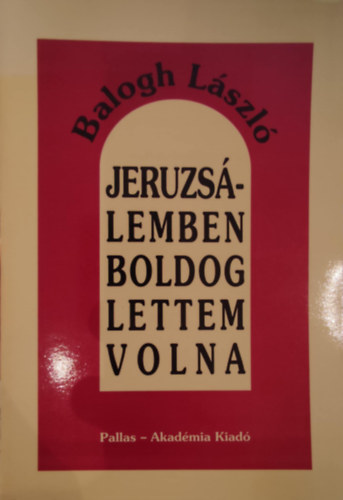 Balogh László
JERUZSÁ-
LEMBEN
BOLDOG
LETTEM
VOLNA
Pallas – Akadémia Kiadó